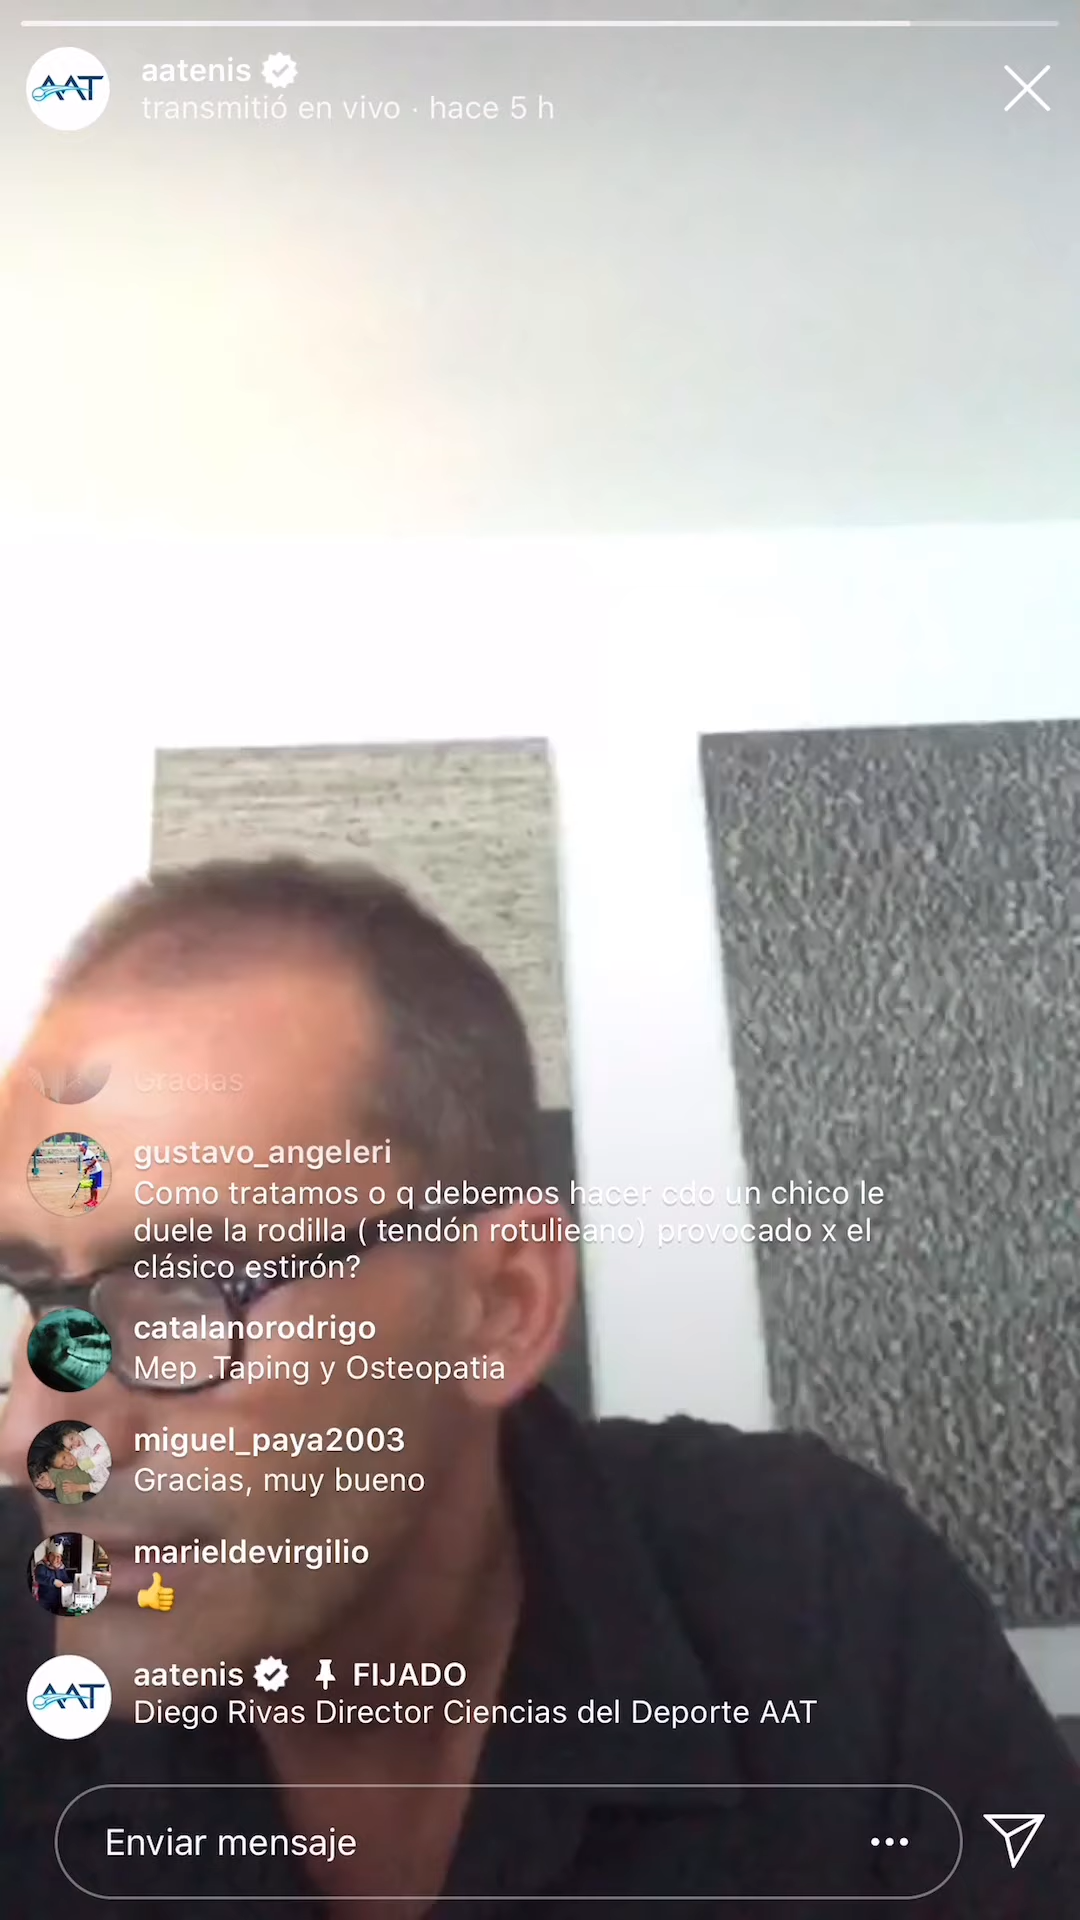 AAT
aatenis
transmitió en vivo · hace 5 h
Gracias
gustavo_angeleri
Como tratamos o q debemos hacer cdo un chico le
duele la rodilla ( tendón rotulieano) provocado x el
clásico estirón?
catalanorodrigo
Mep .Taping y Osteopatia
miguel_paya2003
Gracias, muy bueno
marieldevirgilio
👍
AAT
aatenis FIJADO
Diego Rivas Director Ciencias del Deporte AAT
Enviar mensaje